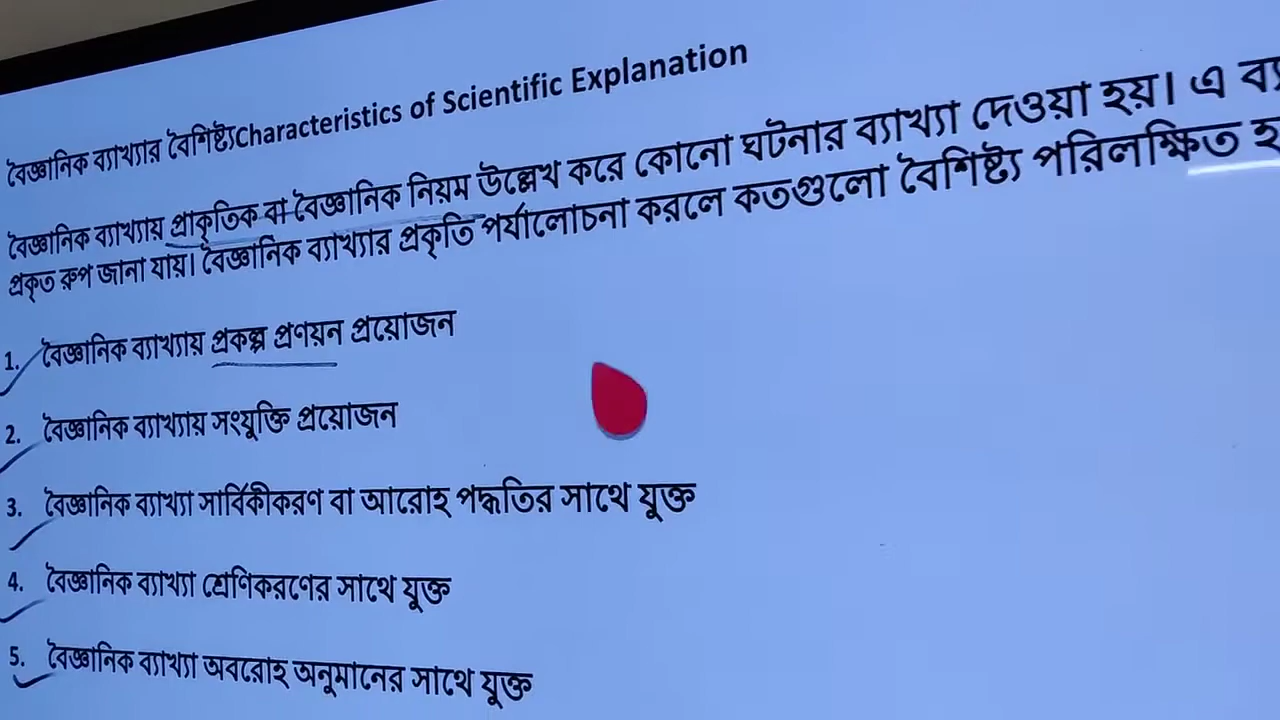 বৈজ্ঞানিক ব্যাখ্যার বৈশিষ্ট্যCharacteristics of Scientific Explanation
বৈজ্ঞানিক ব্যাখ্যায় প্রাকৃতিক বা বৈজ্ঞানিক নিয়ম উল্লেখ করে কোনো ঘটনার ব্যাখ্যা দেওয়া হয়। এ
প্রকৃত রুপ জানা যায়। বৈজ্ঞানিক ব্যাখ্যার প্রকৃতি পর্যালোচনা করলে কতগুলো বৈশিষ্ট্য পরিলক্ষিত
1. বৈজ্ঞানিক ব্যাখ্যায় প্রকল্প প্রণয়ন প্রয়োজন
2. বৈজ্ঞানিক ব্যাখ্যায় সংযুক্তি প্রয়োজন
3. বৈজ্ঞানিক ব্যাখ্যা সার্বিকীকরণ বা আরোহ পদ্ধতির সাথে যুক্ত
4. বৈজ্ঞানিক ব্যাখ্যা শ্রেণিকরণের সাথে যুক্ত
5. বৈজ্ঞানিক ব্যাখ্যা অবরোহ অনুমানের সাথে যুক্ত